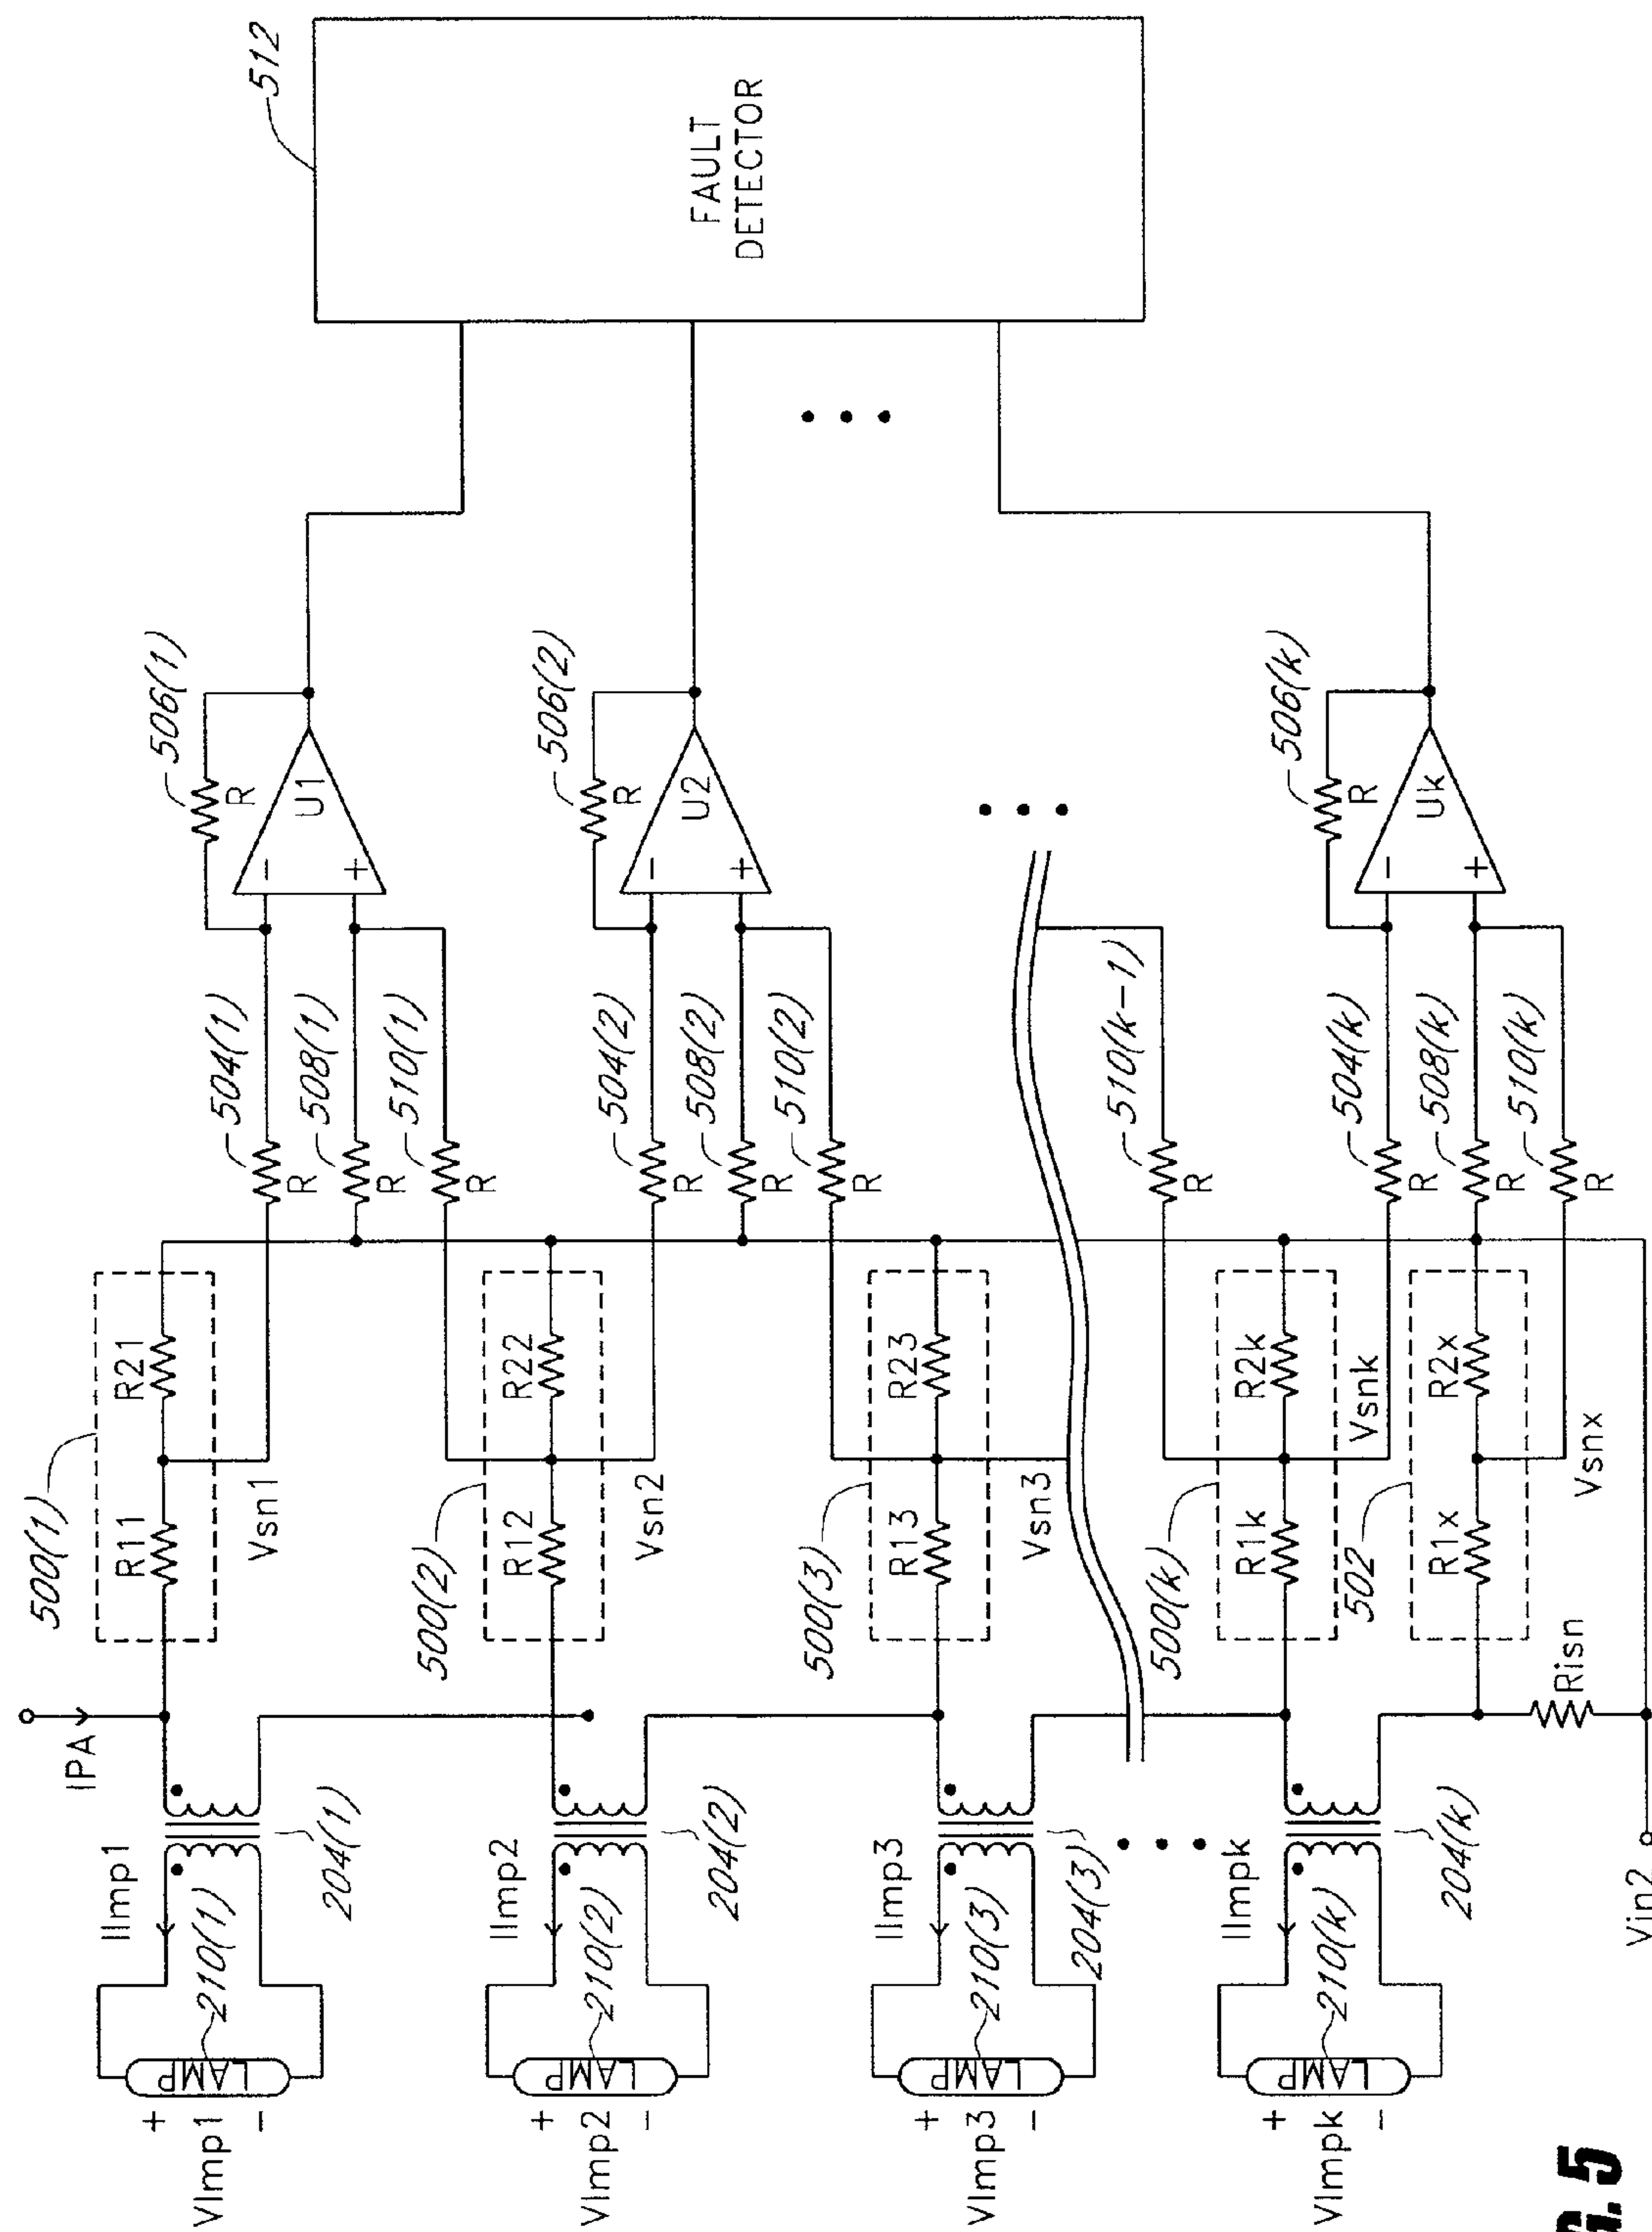 512
FAULT
DETECTOR
506(1)
R
U1
-
+
506(2)
R
U2
-
+
506(k)
R
Uk
-
+
504(1)
R
508(1)
R
510(1)
R
504(2)
R
508(2)
R
510(2)
R
510(k-1)
R
504(k)
R
508(k)
R
510(k)
R
500(1)
R11
R21
Vsn1
500(2)
R12
R22
Vsn2
500(3)
R13
R23
Vsn3
500(k)
R1k
R2k
Vsnk
502
R1x
R2x
Vsnx
Risn
Vin2
IPA
Ilmp1
204(1)
210(1)
LAMP
+
Vlmp1
-
Ilmp2
204(2)
210(2)
LAMP
+
Vlmp2
-
Ilmp3
204(3)
210(3)
LAMP
+
Vlmp3
-
Ilmpk
204(k)
210(k)
LAMP
+
Vlmpk
-
5